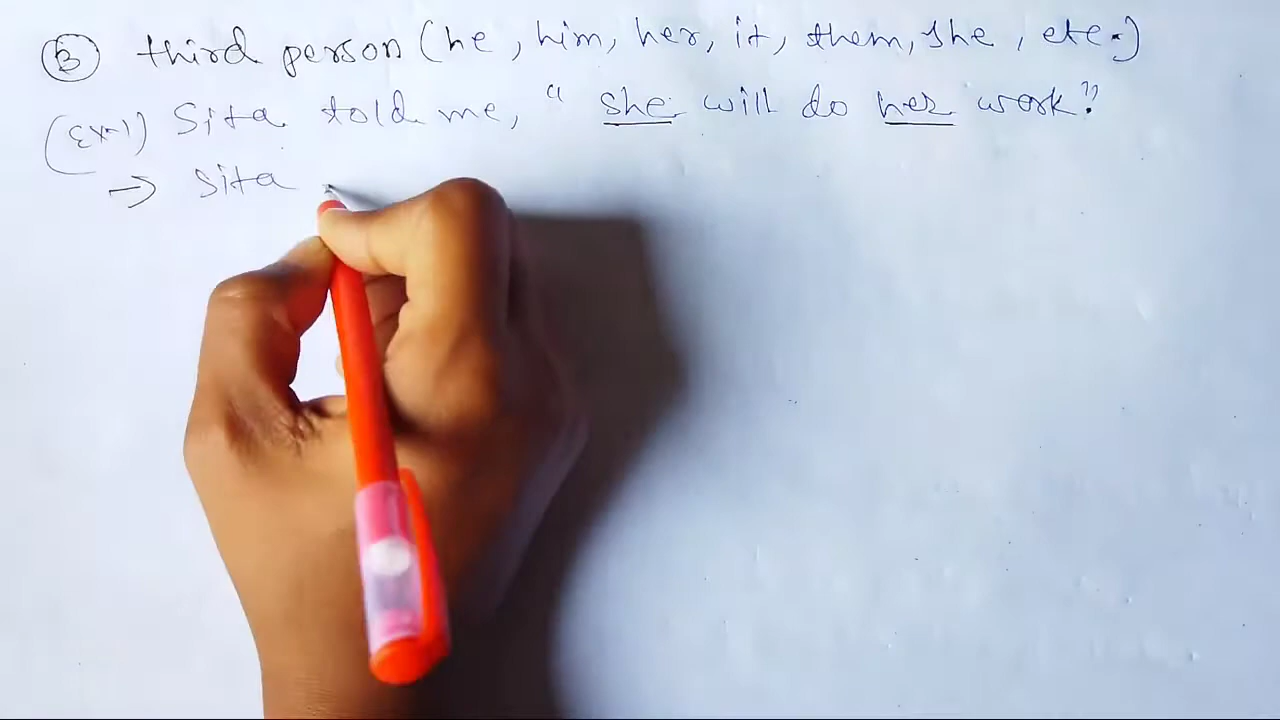 ③ third person (he, him, her, it, them, she, etc.)
(Ex-1) Sita told me, "she will do her work"
→ Sita